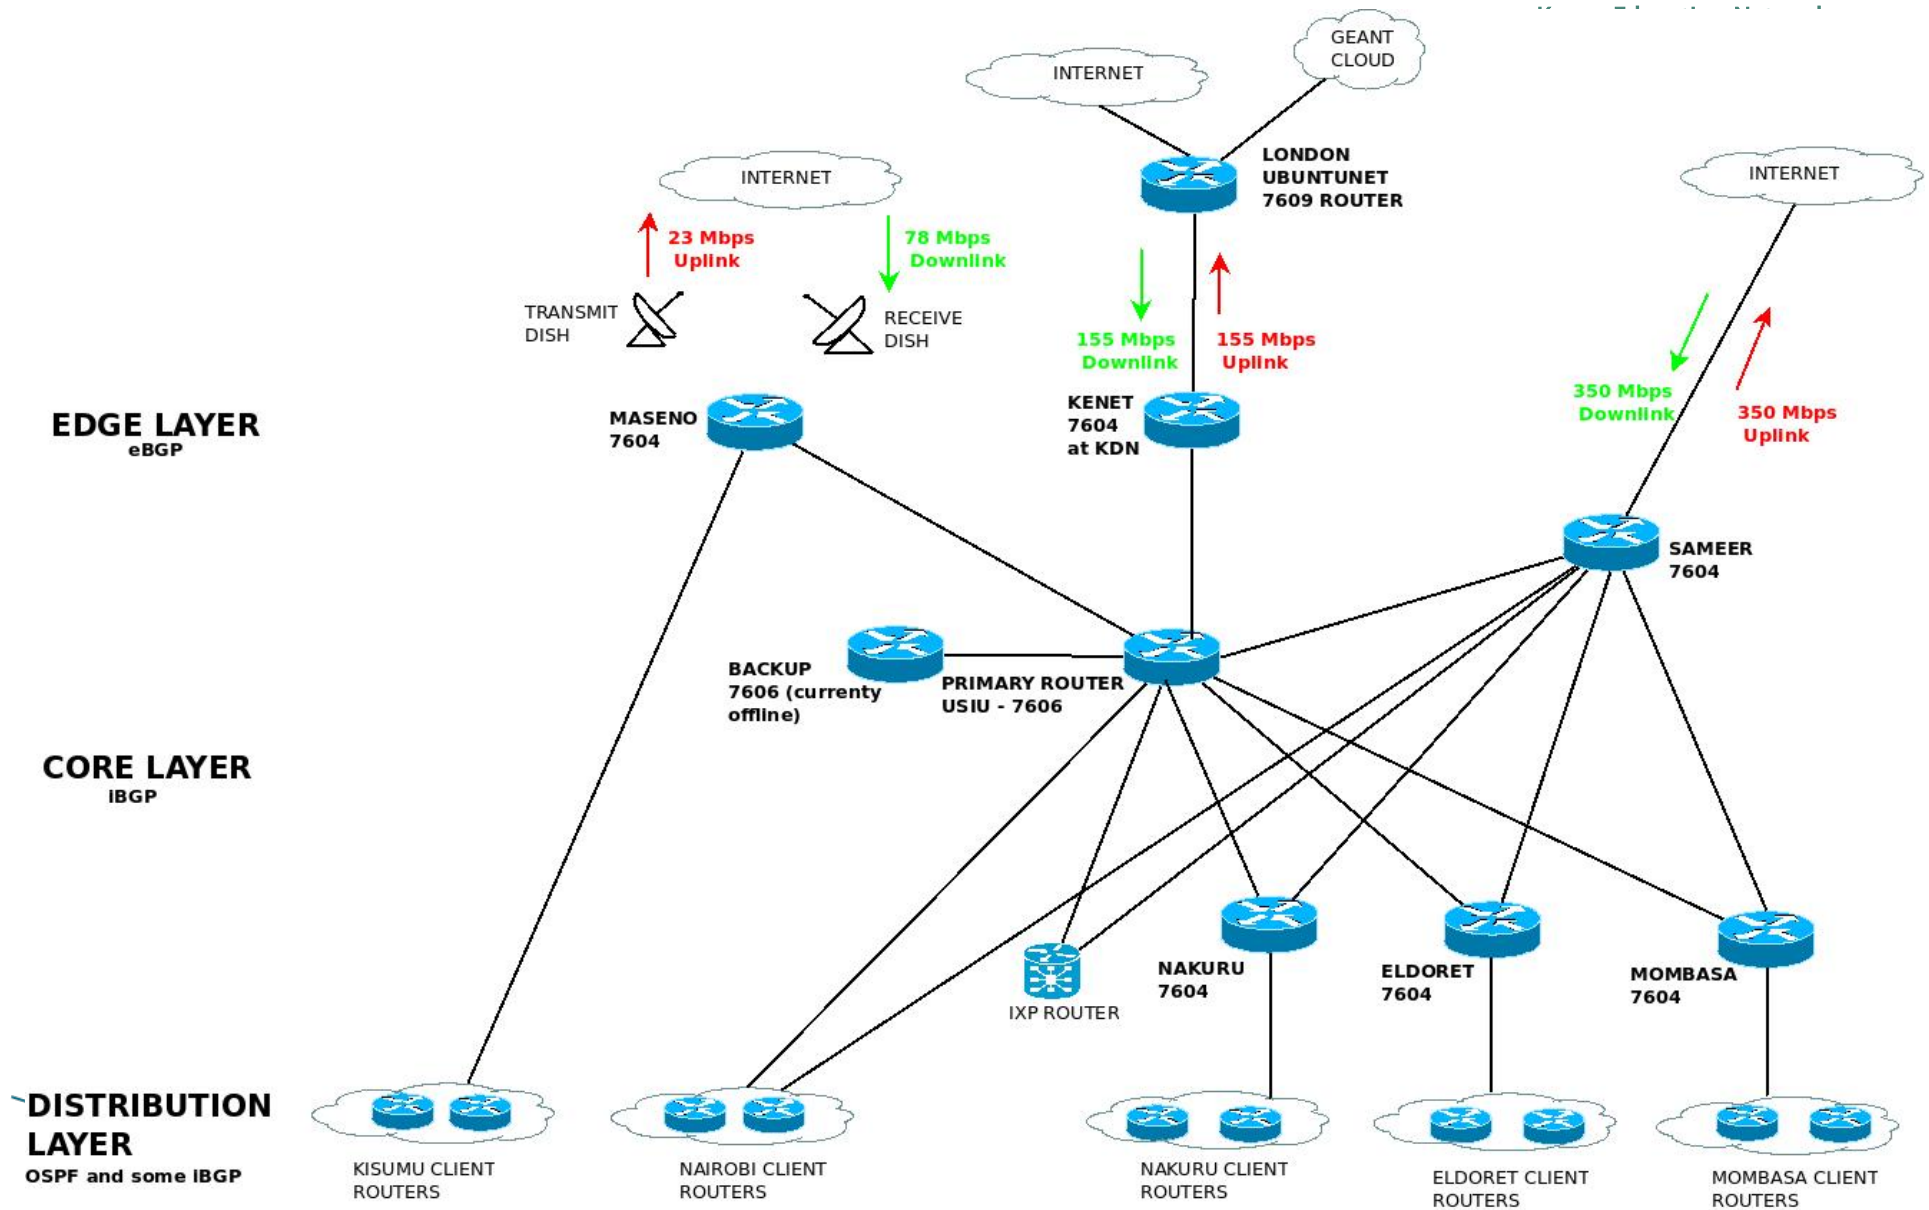 GEANT
CLOUD
INTERNET
LONDON
UBUNTUNET
7609 ROUTER
INTERNET
INTERNET
23 Mbps
Uplink
78 Mbps
Downlink
TRANSMIT
DISH
RECEIVE
DISH
155 Mbps
Downlink
155 Mbps
Uplink
350 Mbps
Downlink
350 Mbps
Uplink
EDGE LAYER
eBGP
MASENO
7604
KENET
7604
at KDN
SAMEER
7604
BACKUP
7606 (currenty
offline)
PRIMARY ROUTER
USIU - 7606
CORE LAYER
iBGP
IXP ROUTER
NAKURU
7604
ELDORET
7604
MOMBASA
7604
DISTRIBUTION
LAYER
OSPF and some iBGP
KISUMU CLIENT
ROUTERS
NAIROBI CLIENT
ROUTERS
NAKURU CLIENT
ROUTERS
ELDORET CLIENT
ROUTERS
MOMBASA CLIENT
ROUTERS